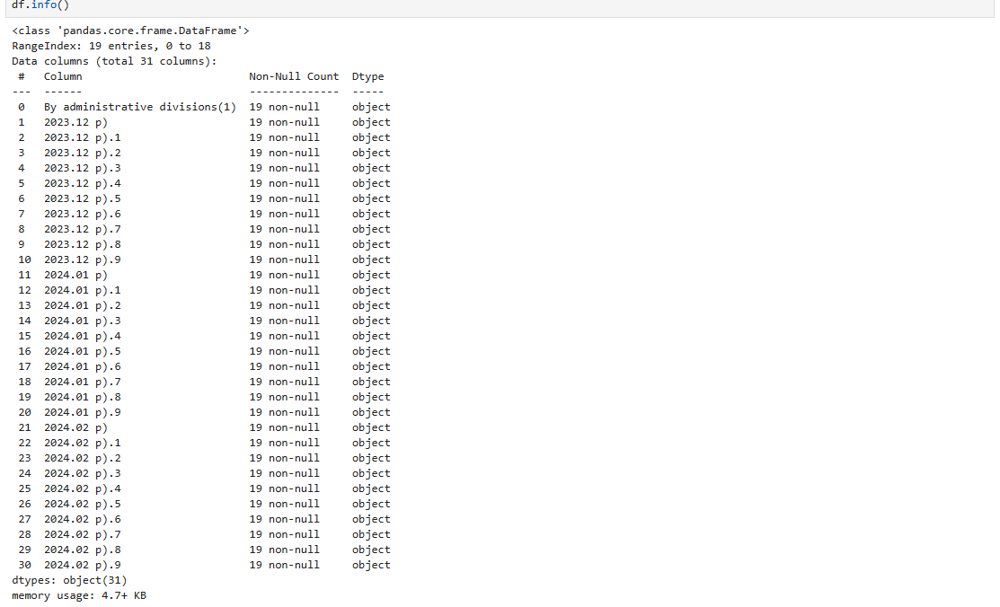 df.info()
<class 'pandas.core.frame.DataFrame'>
RangeIndex: 19 entries, 0 to 18
Data columns (total 31 columns):
 #   Column                          Non-Null Count  Dtype
---  ------                          --------------  -----
 0   By administrative divisions(1)  19 non-null     object
 1   2023.12 p)                      19 non-null     object
 2   2023.12 p).1                    19 non-null     object
 3   2023.12 p).2                    19 non-null     object
 4   2023.12 p).3                    19 non-null     object
 5   2023.12 p).4                    19 non-null     object
 6   2023.12 p).5                    19 non-null     object
 7   2023.12 p).6                    19 non-null     object
 8   2023.12 p).7                    19 non-null     object
 9   2023.12 p).8                    19 non-null     object
 10  2023.12 p).9                    19 non-null     object
 11  2024.01 p)                      19 non-null     object
 12  2024.01 p).1                    19 non-null     object
 13  2024.01 p).2                    19 non-null     object
 14  2024.01 p).3                    19 non-null     object
 15  2024.01 p).4                    19 non-null     object
 16  2024.01 p).5                    19 non-null     object
 17  2024.01 p).6                    19 non-null     object
 18  2024.01 p).7                    19 non-null     object
 19  2024.01 p).8                    19 non-null     object
 20  2024.01 p).9                    19 non-null     object
 21  2024.02 p)                      19 non-null     object
 22  2024.02 p).1                    19 non-null     object
 23  2024.02 p).2                    19 non-null     object
 24  2024.02 p).3                    19 non-null     object
 25  2024.02 p).4                    19 non-null     object
 26  2024.02 p).5                    19 non-null     object
 27  2024.02 p).6                    19 non-null     object
 28  2024.02 p).7                    19 non-null     object
 29  2024.02 p).8                    19 non-null     object
 30  2024.02 p).9                    19 non-null     object
dtypes: object(31)
memory usage: 4.7+ KB